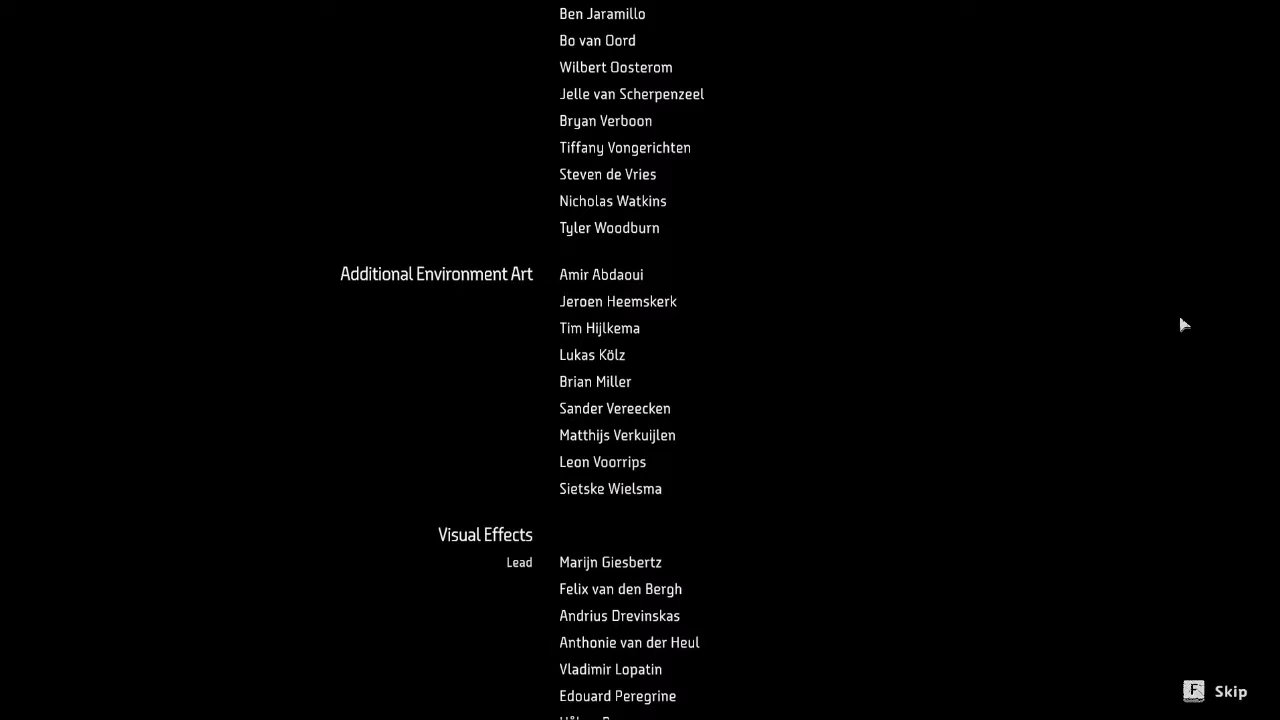 Ben Jaramillo
Bo van Oord
Wilbert Oosterom
Jelle van Scherpenzeel
Bryan Verboon
Tiffany Vongerichten
Steven de Vries
Nicholas Watkins
Tyler Woodburn
Additional Environment Art Amir Abdaoui
Jeroen Heemskerk
Tim Hijlkema
Lukas Kölz
Brian Miller
Sander Vereecken
Matthijs Verkuijlen
Leon Voorrips
Sietske Wielsma
Visual Effects
Lead Marijn Giesbertz
Felix van den Bergh
Andrius Drevinskas
Anthonie van der Heul
Vladimir Lopatin
Edouard Peregrine
F Skip